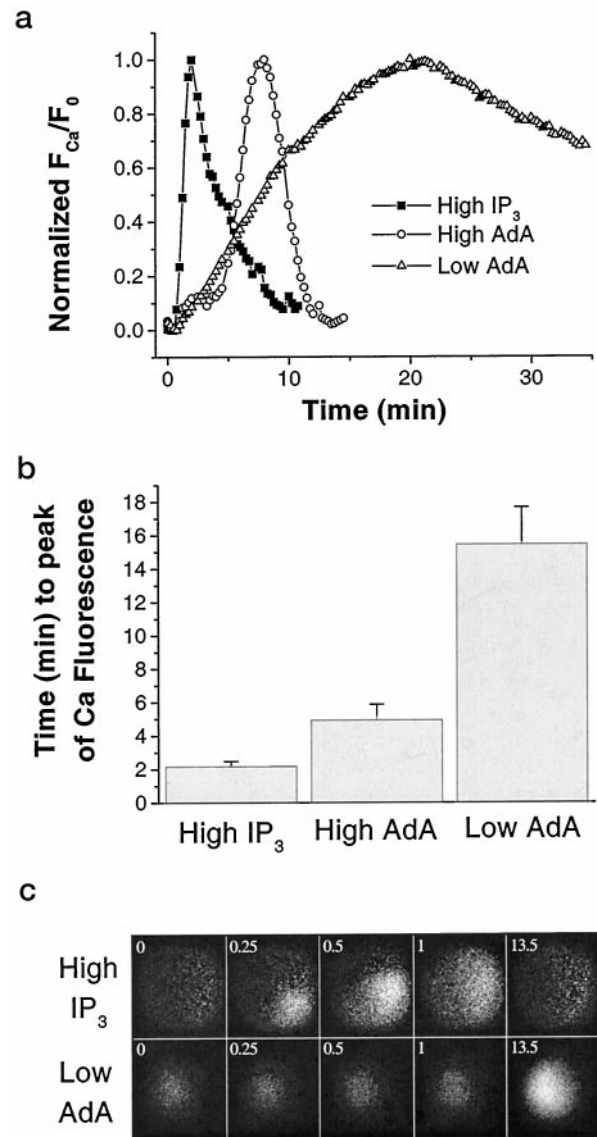 a
Normalized F_Ca/F_0
1.0
0.8
0.6
0.4
0.2
0.0
High IP_3
High AdA
Low AdA
0
10
20
30
Time (min)
b
Time (min) to peak
of Ca Fluorescence
18
16
14
12
10
8
6
4
2
0
High IP_3
High AdA
Low AdA
c
High
IP_3
0
0.25
0.5
1
13.5
Low
AdA
0
0.25
0.5
1
13.5